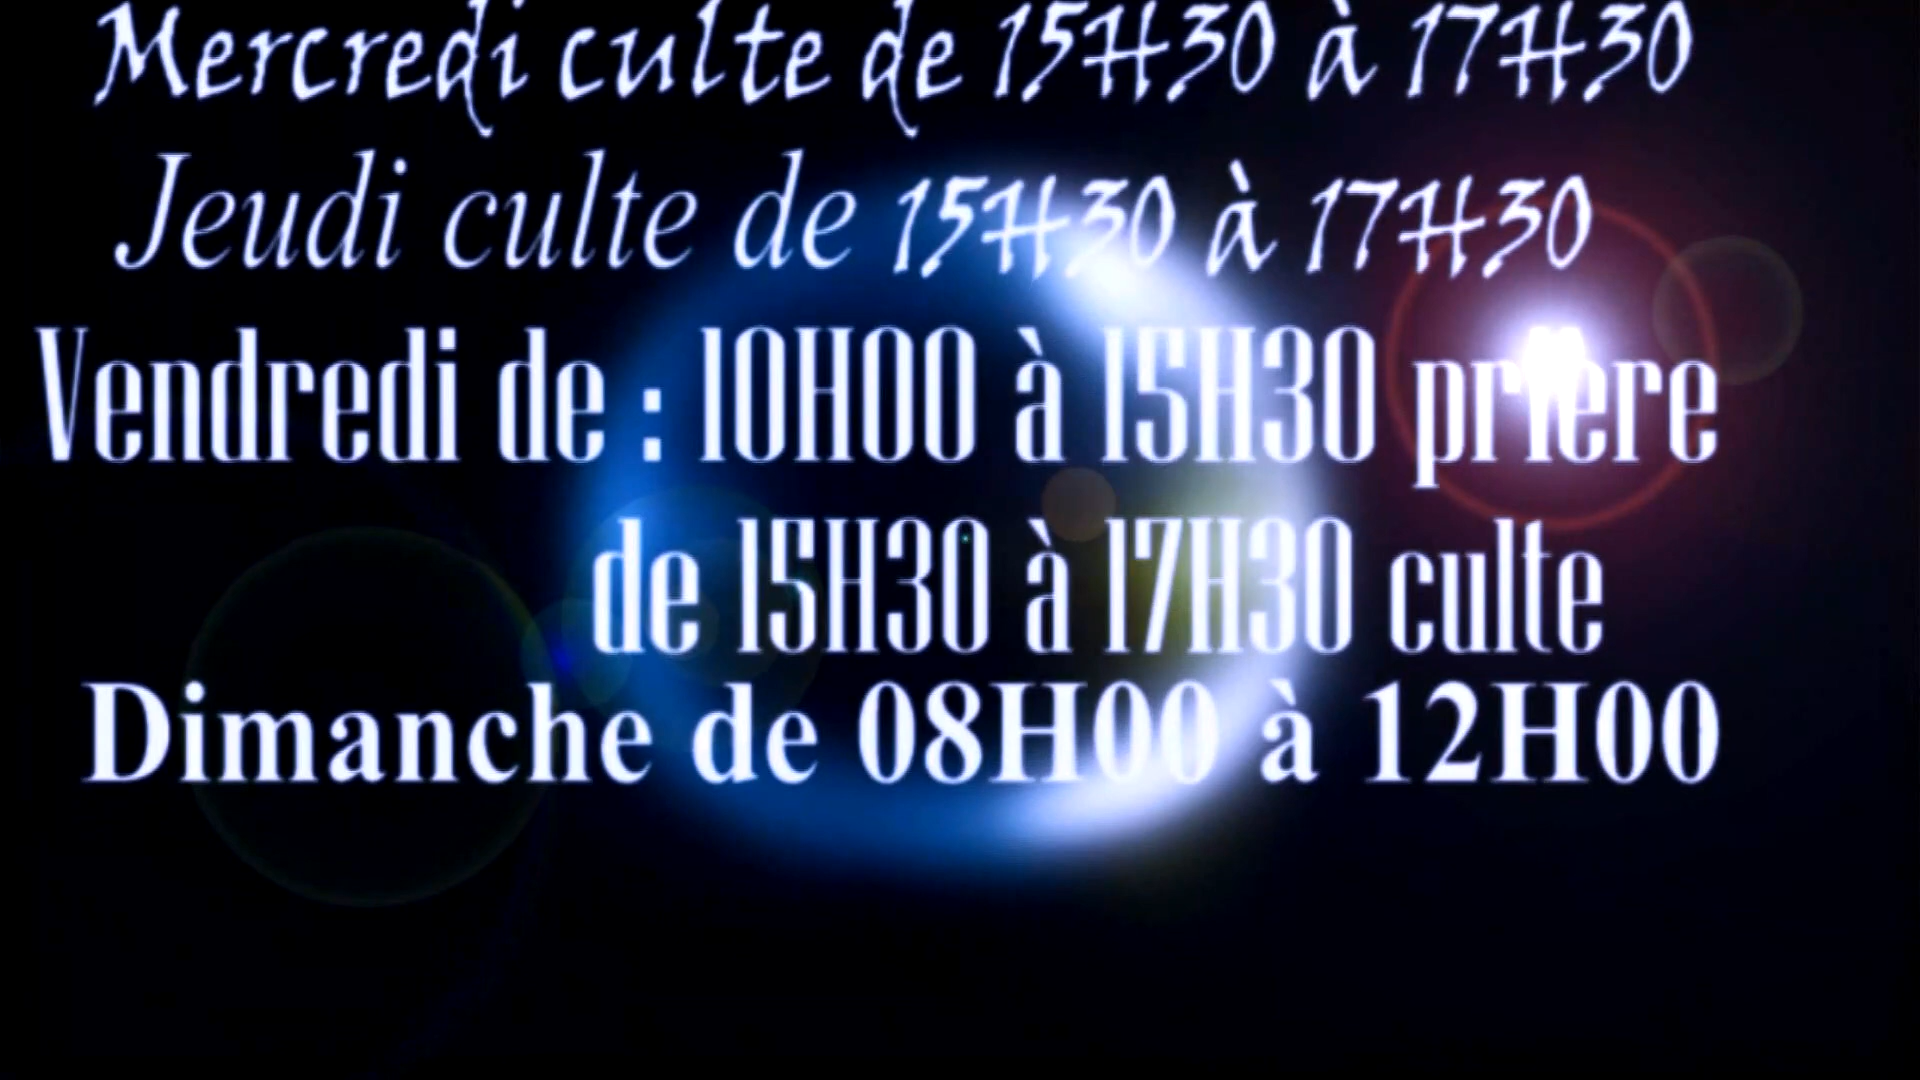 Mercredi culte de 15H30 à 17H30
Jeudi culte de 15H30 à 17H30
Vendredi de : 10H00 à 15H30 prière
de 15H30 à 17H30 culte
Dimanche de 08H00 à 12H00